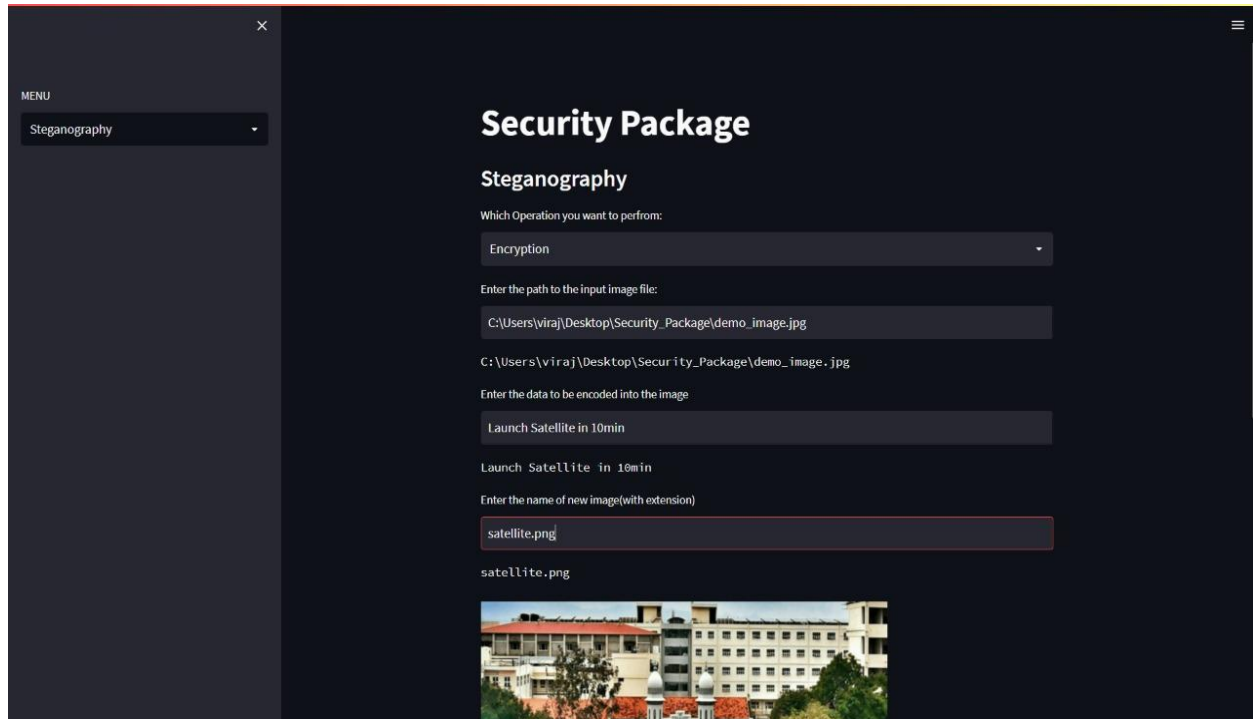 MENU
Steganography
Security Package
Steganography
Which Operation you want to perfrom:
Encryption
Enter the path to the input image file:
C:\Users\viraj\Desktop\Security_Package\demo_image.jpg
C:\Users\viraj\Desktop\Security_Package\demo_image.jpg
Enter the data to be encoded into the image
Launch Satellite in 10min
Launch Satellite in 10min
Enter the name of new image(with extension)
satellite.png
satellite.png